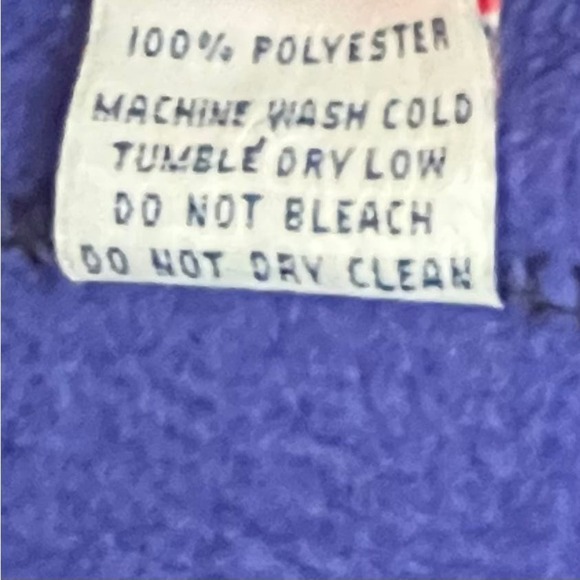 100% POLYESTER
MACHINE WASH COLD
TUMBLE DRY LOW
DO NOT BLEACH
DO NOT DRY CLEAN